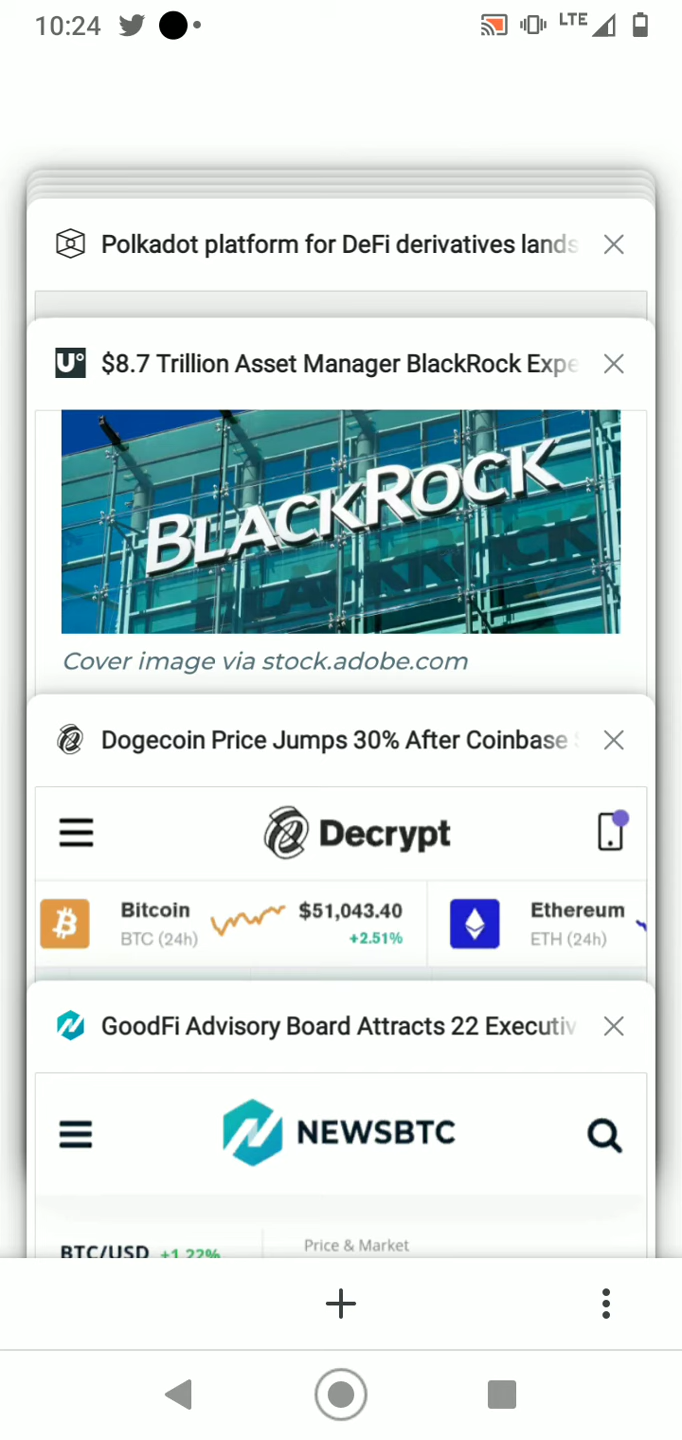 10:24
LTE
Polkadot platform for DeFi derivatives lands
U°
$8.7 Trillion Asset Manager BlackRock Expe
BLACKROCK
Cover image via stock.adobe.com
Dogecoin Price Jumps 30% After Coinbase
Decrypt
Bitcoin $51,043.40 Ethereum
BTC (24h) +2.51% ETH (24h)
GoodFi Advisory Board Attracts 22 Executiv
NEWSBTC
Price & Market
BTC/USD +1.22%